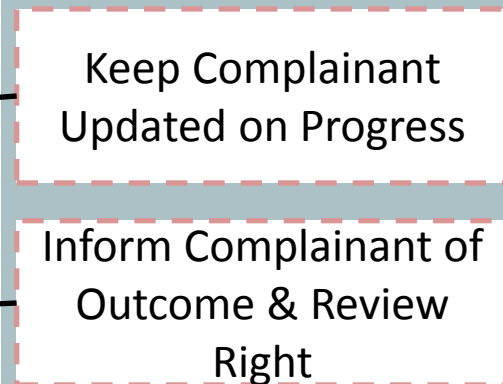 Keep Complainant
Updated on Progress
Inform Complainant of
Outcome & Review
Right